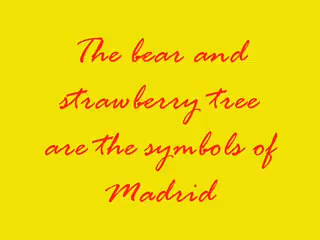 The bear and
strawberry tree
are the symbols of
Madrid